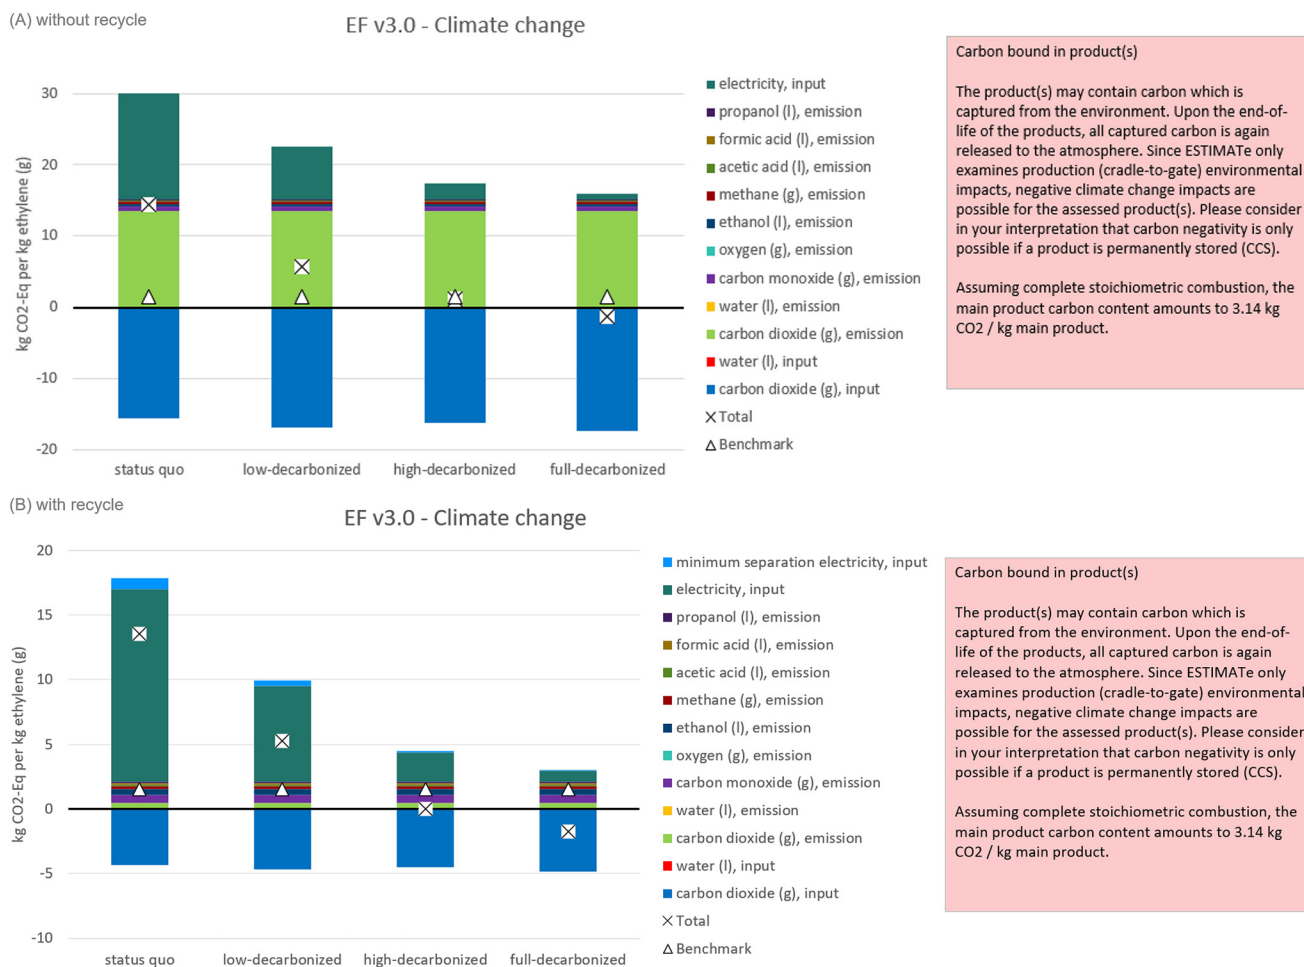 (A) without recycle
EF v3.0 - Climate change
kg CO2-Eq per kg ethylene (g)
30
20
10
0
-10
-20
status quo
low-decarbonized
high-decarbonized
full-decarbonized
electricity, input
propanol (l), emission
formic acid (l), emission
acetic acid (l), emission
methane (g), emission
ethanol (l), emission
oxygen (g), emission
carbon monoxide (g), emission
water (l), emission
carbon dioxide (g), emission
water (l), input
carbon dioxide (g), input
Total
Benchmark
Carbon bound in product(s)
The product(s) may contain carbon which is
captured from the environment. Upon the end-of-
life of the products, all captured carbon is again
released to the atmosphere. Since ESTIMATe only
examines production (cradle-to-gate) environmental
impacts, negative climate change impacts are
possible for the assessed product(s). Please consider
in your interpretation that carbon negativity is only
possible if a product is permanently stored (CCS).
Assuming complete stoichiometric combustion, the
main product carbon content amounts to 3.14 kg
CO2 / kg main product.
(B) with recycle
EF v3.0 - Climate change
kg CO2-Eq per kg ethylene (g)
20
15
10
5
0
-5
-10
status quo
low-decarbonized
high-decarbonized
full-decarbonized
minimum separation electricity, input
electricity, input
propanol (l), emission
formic acid (l), emission
acetic acid (l), emission
methane (g), emission
ethanol (l), emission
oxygen (g), emission
carbon monoxide (g), emission
water (l), emission
carbon dioxide (g), emission
water (l), input
carbon dioxide (g), input
Total
Benchmark
Carbon bound in product(s)
The product(s) may contain carbon which is
captured from the environment. Upon the end-of-
life of the products, all captured carbon is again
released to the atmosphere. Since ESTIMATe only
examines production (cradle-to-gate) environmental
impacts, negative climate change impacts are
possible for the assessed product(s). Please consider
in your interpretation that carbon negativity is only
possible if a product is permanently stored (CCS).
Assuming complete stoichiometric combustion, the
main product carbon content amounts to 3.14 kg
CO2 / kg main product.